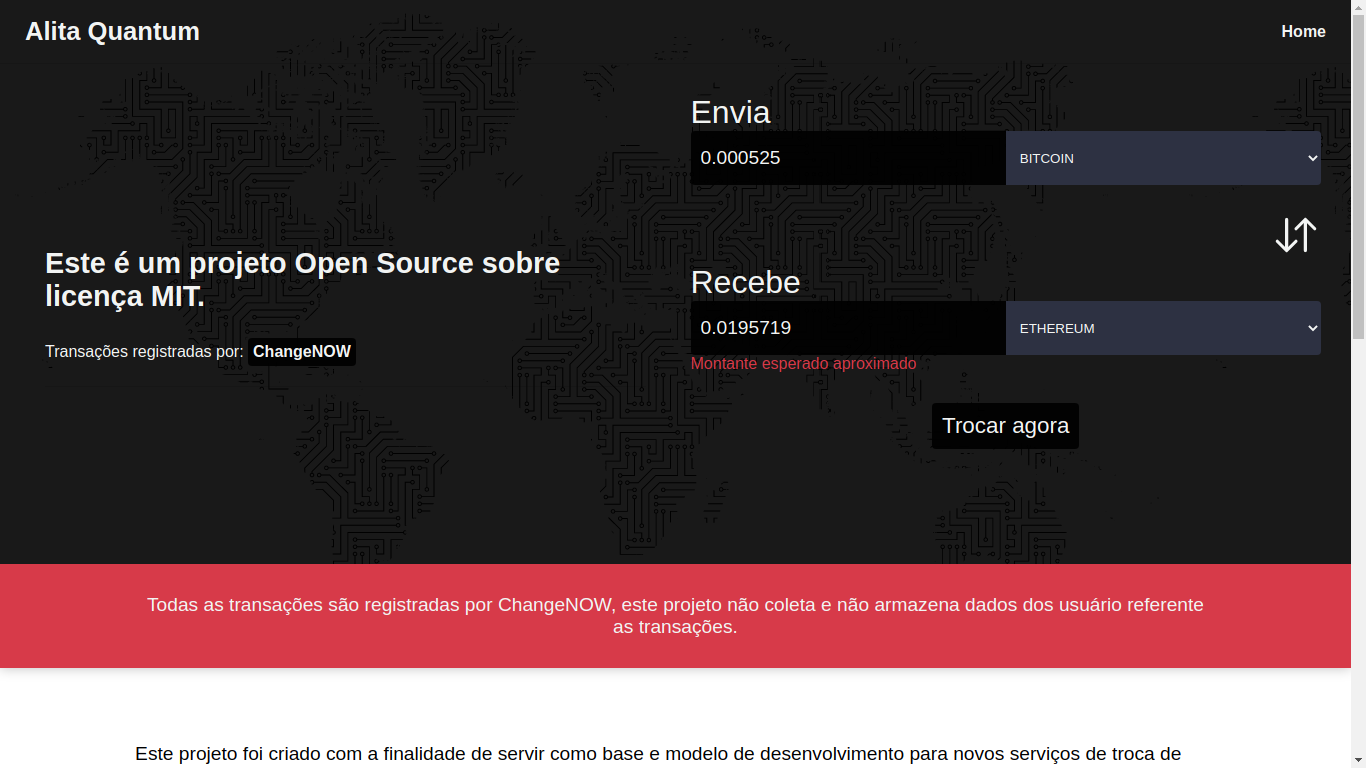 Alita Quantum
Home
Envia
0.000525
BITCOIN
Este é um projeto Open Source sobre
licença MIT.
Transações registradas por: ChangeNOW
Recebe
0.0195719
ETHEREUM
Montante esperado aproximado
Trocar agora
Todas as transações são registradas por ChangeNOW, este projeto não coleta e não armazena dados dos usuário referente
as transações.
Este projeto foi criado com a finalidade de servir como base e modelo de desenvolvimento para novos serviços de troca de